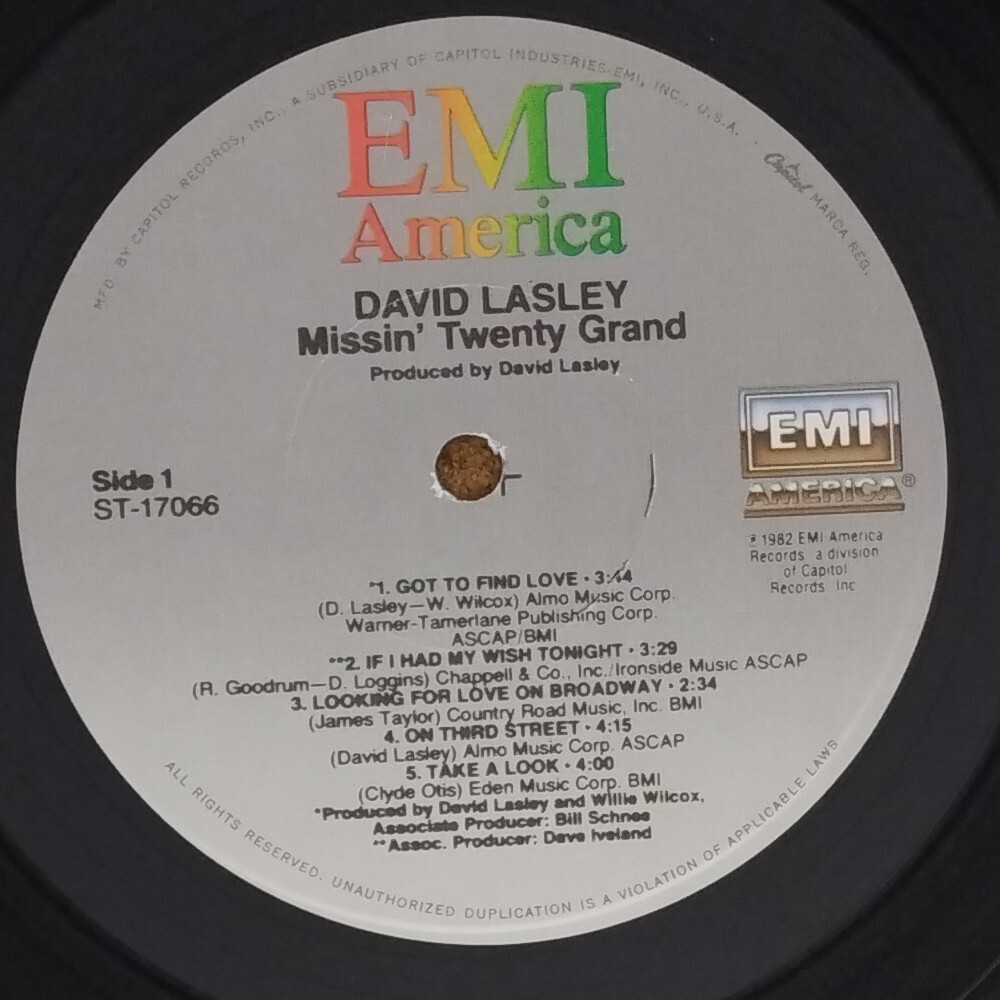 MFD. BY CAPITOL RECORDS, INC., A SUBSIDIARY OF CAPITOL INDUSTRIES-EMI, INC., U.S.A. · Capitol MARCA REG.
EMI
America
DAVID LASLEY
Missin' Twenty Grand
Produced by David Lasley
EMI
AMERICA®
Side 1
ST-17066
℗ 1982 EMI America
Records a division
of Capitol
Records Inc
*1. GOT TO FIND LOVE •
(D. Lasley—W. Wilcox) Almo Music Corp.
Warner-Tamerlane Publishing Corp.
ASCAP/BMI
**2. IF I HAD MY WISH TONIGHT • 3:29
(R. Goodrum—D. Loggins) Chappell & Co., Inc./Ironside Music ASCAP
3. LOOKING FOR LOVE ON BROADWAY • 2:34
(James Taylor) Country Road Music, Inc. BMI
4. ON THIRD STREET • 4:15
(David Lasley) Almo Music Corp. ASCAP
5. TAKE A LOOK • 4:00
(Clyde Otis) Eden Music Corp. BMI
*Produced by David Lasley and Willie Wilcox,
Associate Producer: Bill Schnee
**Assoc. Producer: Dave Iveland
ALL RIGHTS RESERVED. UNAUTHORIZED DUPLICATION IS A VIOLATION OF APPLICABLE LAWS